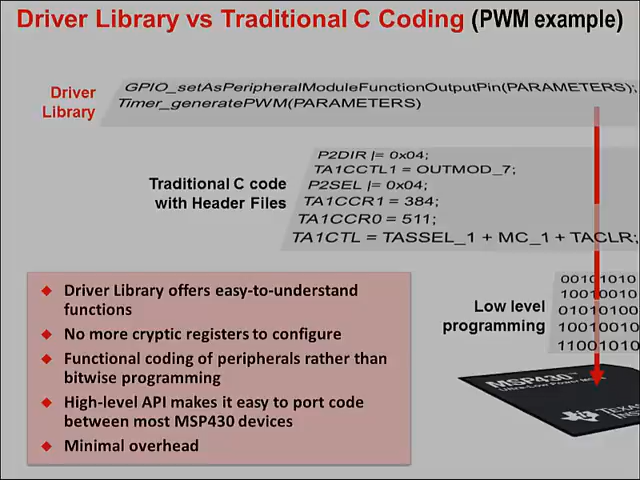 Driver Library vs Traditional C Coding (PWM example)
Driver
Library
GPIO_setAsPeripheralModuleFunctionOutputPin(PARAMETERS);
Timer_generatePWM(PARAMETERS)
Traditional C code
with Header Files
P2DIR |= 0x04;
TA1CCTL1 = OUTMOD_7;
P2SEL |= 0x04;
TA1CCR1 = 384;
TA1CCR0 = 511;
TA1CTL = TASSEL_1 + MC_1 + TACLR;
Driver Library offers easy-to-understand
functions
No more cryptic registers to configure
Functional coding of peripherals rather than
bitwise programming
High-level API makes it easy to port code
between most MSP430 devices
Minimal overhead
Low level
programming
00101010
10010010
01010100
10010010
11001010
MSP430™
Ultra-Low Power